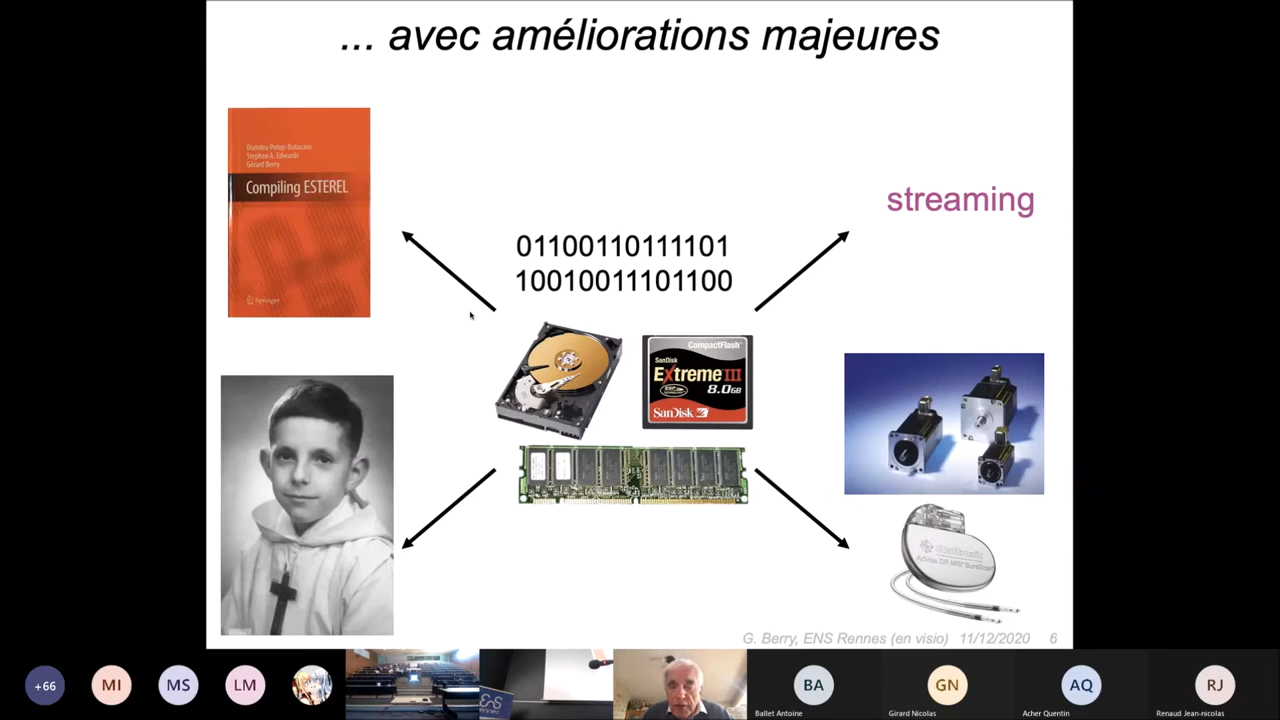 ... avec améliorations majeures
Dumitru Potop-Butucaru
Stephen A. Edwards
Gérard Berry
Compiling ESTEREL
Springer
streaming
01100110111101
10010011101100
CompactFlash
SanDisk
Extreme III
8.0GB
SanDisk
G. Berry, ENS Rennes (en visio) 11/12/2020 6
+66
MI
MS
LM
BA
Ballet Antoine
GN
Girard Nicolas
AQ
Acher Quentin
RJ
Renaud Jean-nicolas